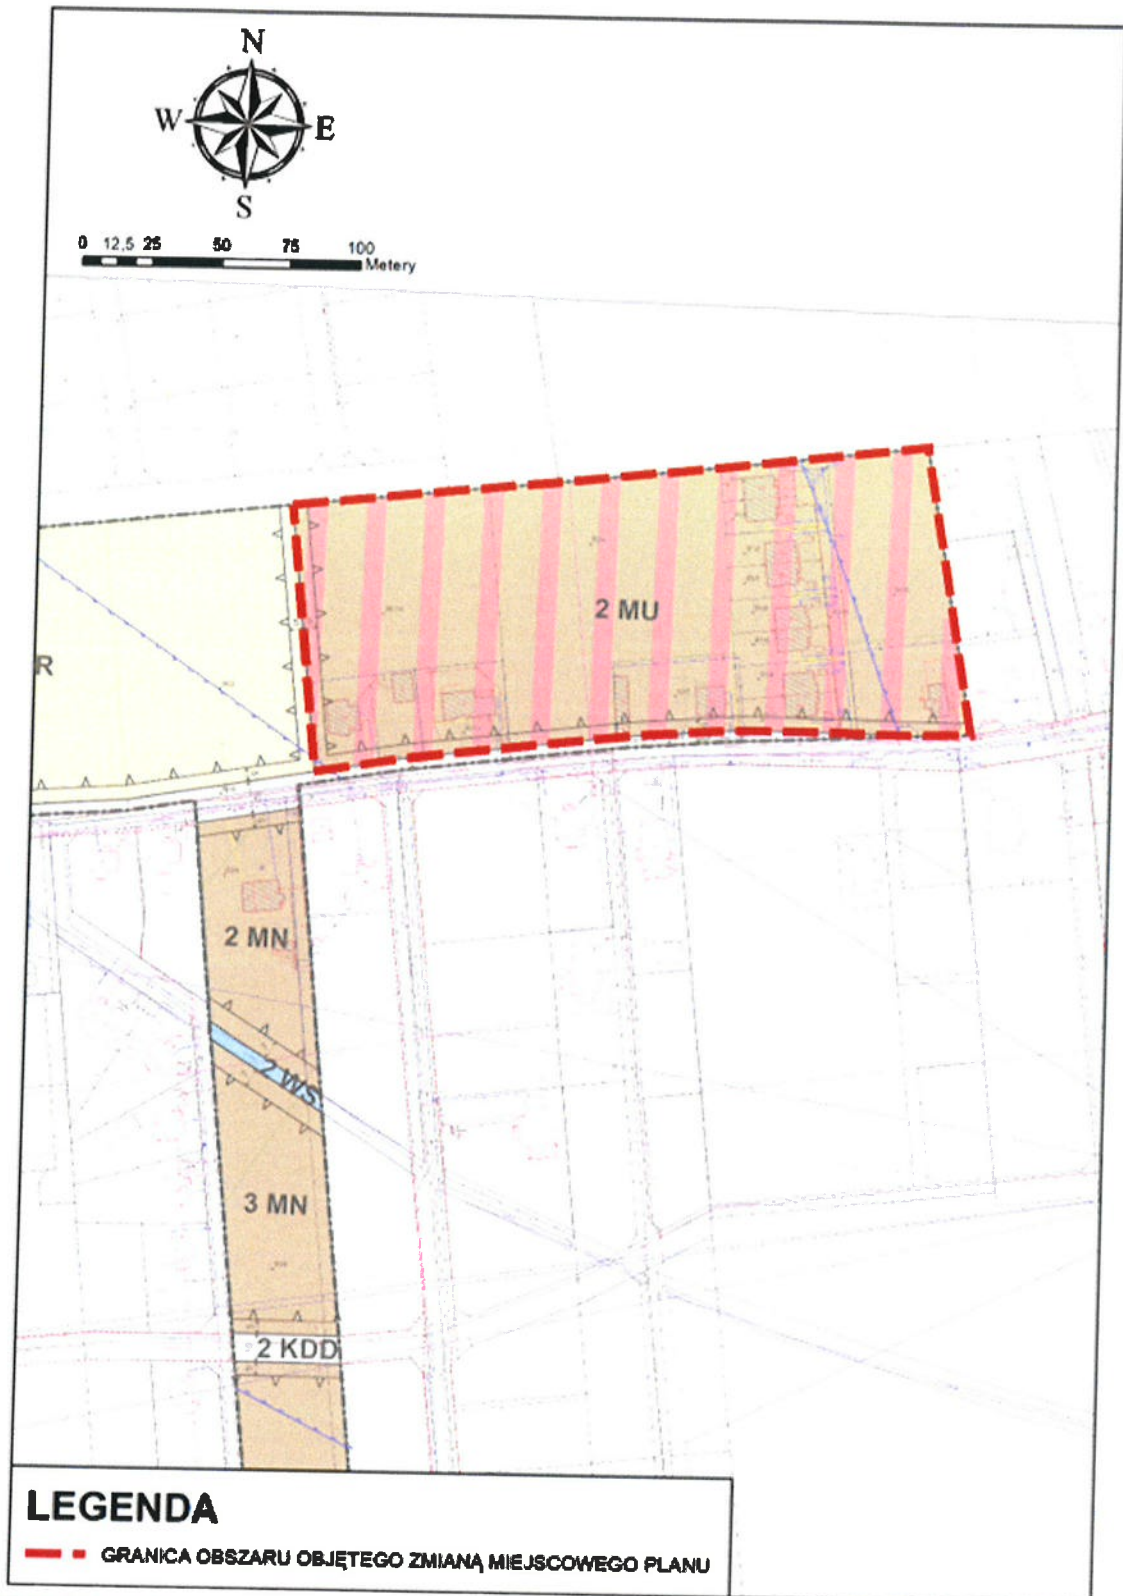 N
W E
S
0 12,5 25 50 75 100
Metery
2 MU
R
2 MN
2 WS
3 MN
2 KDD
LEGENDA
GRANICA OBSZARU OBJĘTEGO ZMIANĄ MIEJSCOWEGO PLANU